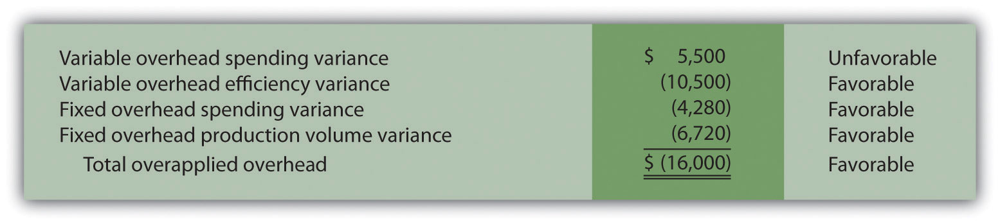 Variable overhead spending variance $ 5,500 Unfavorable
Variable overhead efficiency variance (10,500) Favorable
Fixed overhead spending variance (4,280) Favorable
Fixed overhead production volume variance (6,720) Favorable
Total overapplied overhead $ (16,000) Favorable